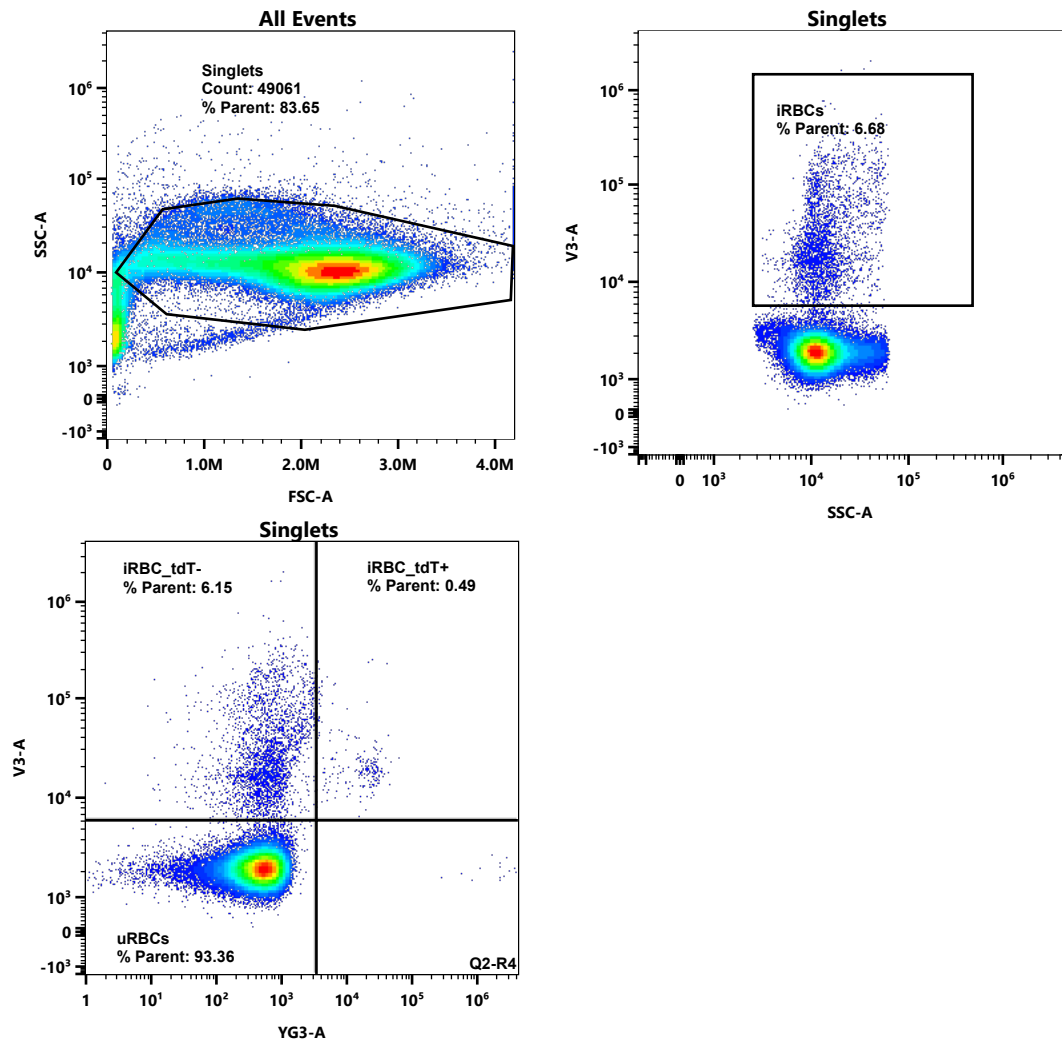 All Events
Singlets
Count: 49061
% Parent: 83.65
10⁶
10⁵
10⁴
10³
0
-10³
SSC-A
0
1.0M
2.0M
3.0M
4.0M
FSC-A
Singlets
iRBCs
% Parent: 6.68
10⁶
10⁵
10⁴
10³
0
-10³
V3-A
0
10³
10⁴
10⁵
10⁶
SSC-A
Singlets
iRBC_tdT-
% Parent: 6.15
iRBC_tdT+
% Parent: 0.49
10⁶
10⁵
10⁴
10³
0
-10³
V3-A
uRBCs
% Parent: 93.36
Q2-R4
1
10¹
10²
10³
10⁴
10⁵
10⁶
YG3-A